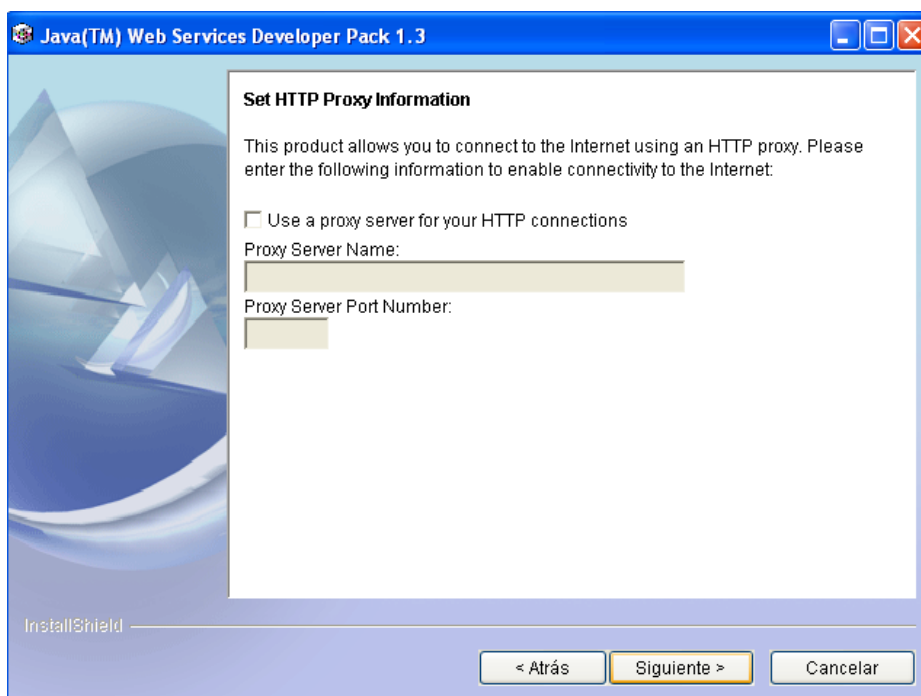 Java(TM) Web Services Developer Pack 1.3
Set HTTP Proxy Information
This product allows you to connect to the Internet using an HTTP proxy. Please
enter the following information to enable connectivity to the Internet:
Use a proxy server for your HTTP connections
Proxy Server Name:
Proxy Server Port Number:
InstallShield
< Atrás
Siguiente >
Cancelar